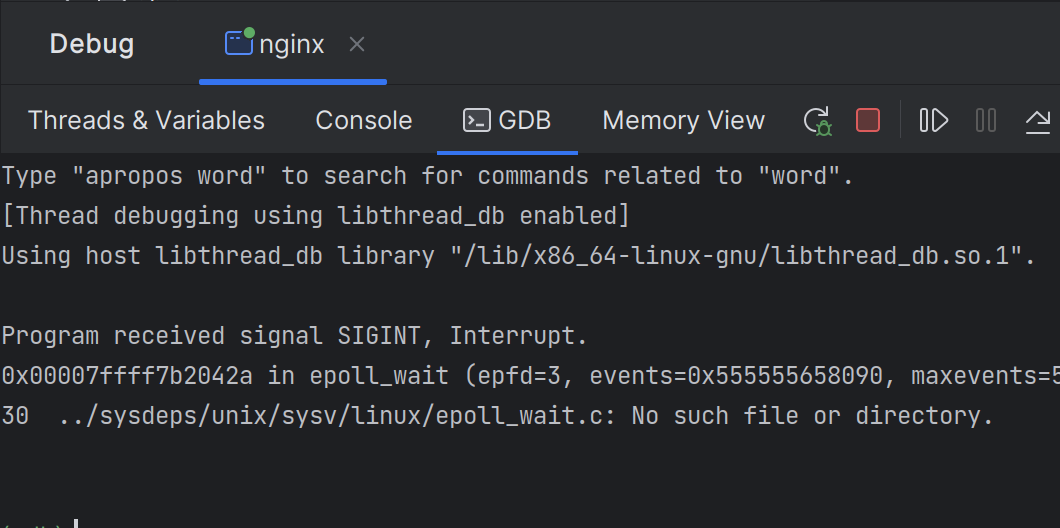 Debug nginx
Threads & Variables Console GDB Memory View
Type "apropos word" to search for commands related to "word".
[Thread debugging using libthread_db enabled]
Using host libthread_db library "/lib/x86_64-linux-gnu/libthread_db.so.1".
Program received signal SIGINT, Interrupt.
0x00007ffff7b2042a in epoll_wait (epfd=3, events=0x555555658090, maxevents=5
30 ../sysdeps/unix/sysv/linux/epoll_wait.c: No such file or directory.